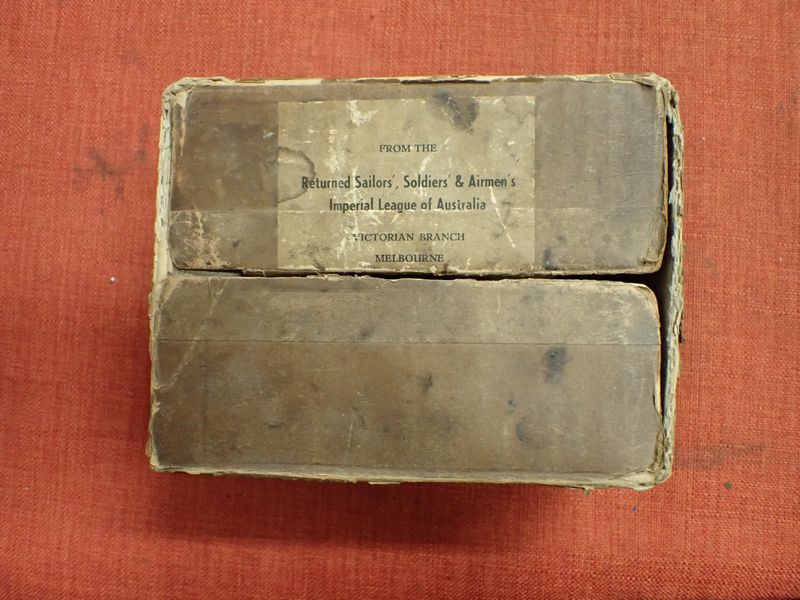 FROM THE
Returned Sailors', Soldiers' & Airmen's
Imperial League of Australia
VICTORIAN BRANCH
MELBOURNE